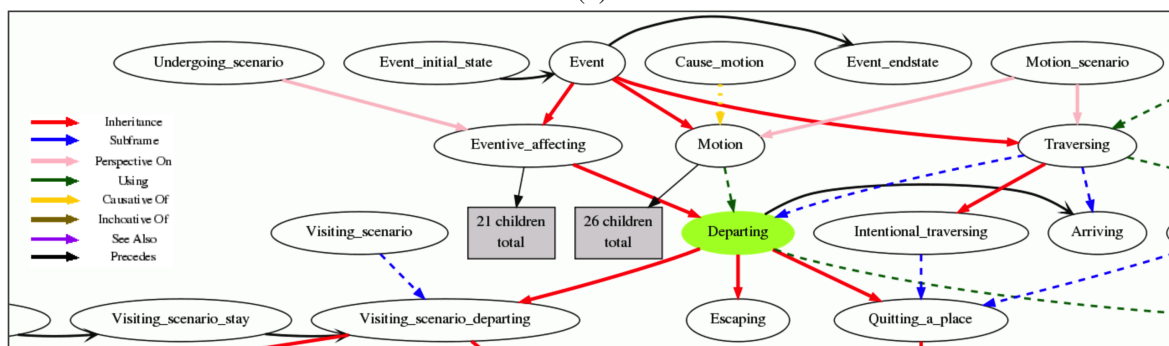 Undergoing_scenario
Event_initial_state
Event
Cause_motion
Event_endstate
Motion_scenario
Inheritance
Subframe
Perspective On
Using
Causative Of
Inchoative Of
See Also
Precedes
Eventive_affecting
Motion
Traversing
21 children
total
26 children
total
Visiting_scenario
Departing
Intentional_traversing
Arriving
Visiting_scenario_stay
Visiting_scenario_departing
Escaping
Quitting_a_place